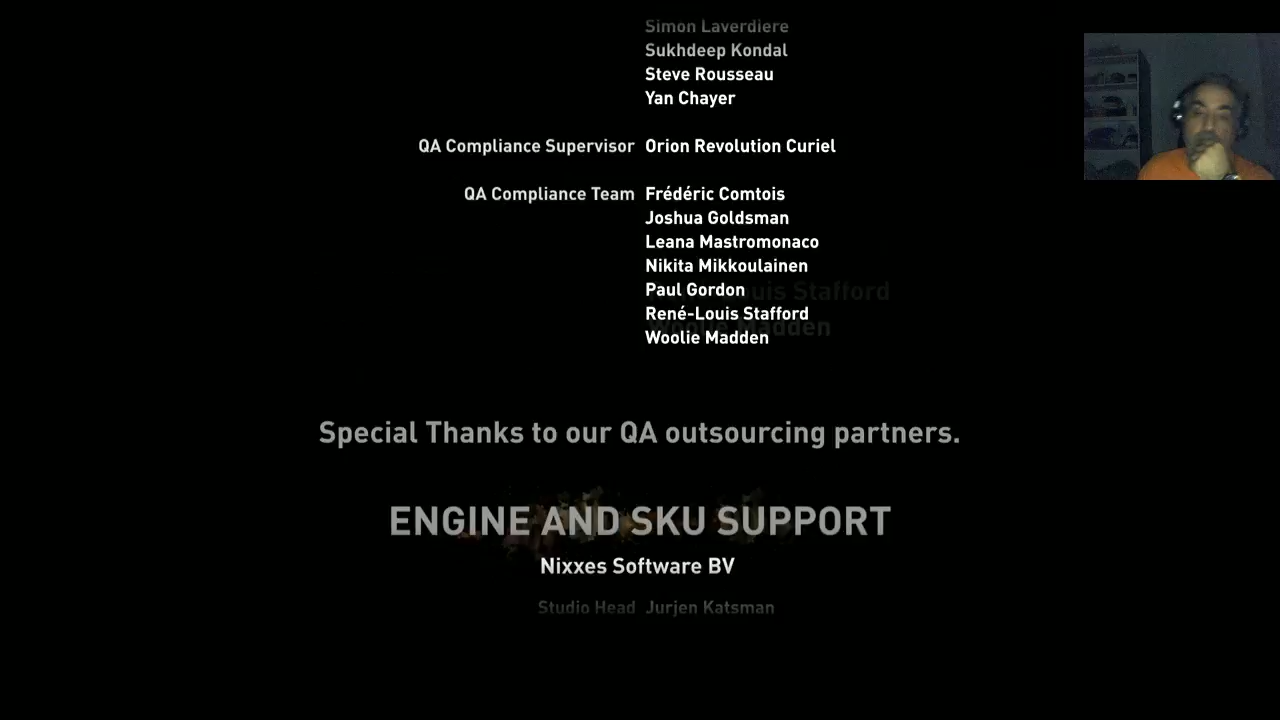 Simon Laverdiere
Sukhdeep Kondal
Steve Rousseau
Yan Chayer
QA Compliance Supervisor Orion Revolution Curiel
QA Compliance Team Frédéric Comtois
Joshua Goldsman
Leana Mastromonaco
Nikita Mikkoulainen
Paul Gordon
René-Louis Stafford
Woolie Madden
Special Thanks to our QA outsourcing partners.
ENGINE AND SKU SUPPORT
Nixxes Software BV
Studio Head Jurjen Katsman